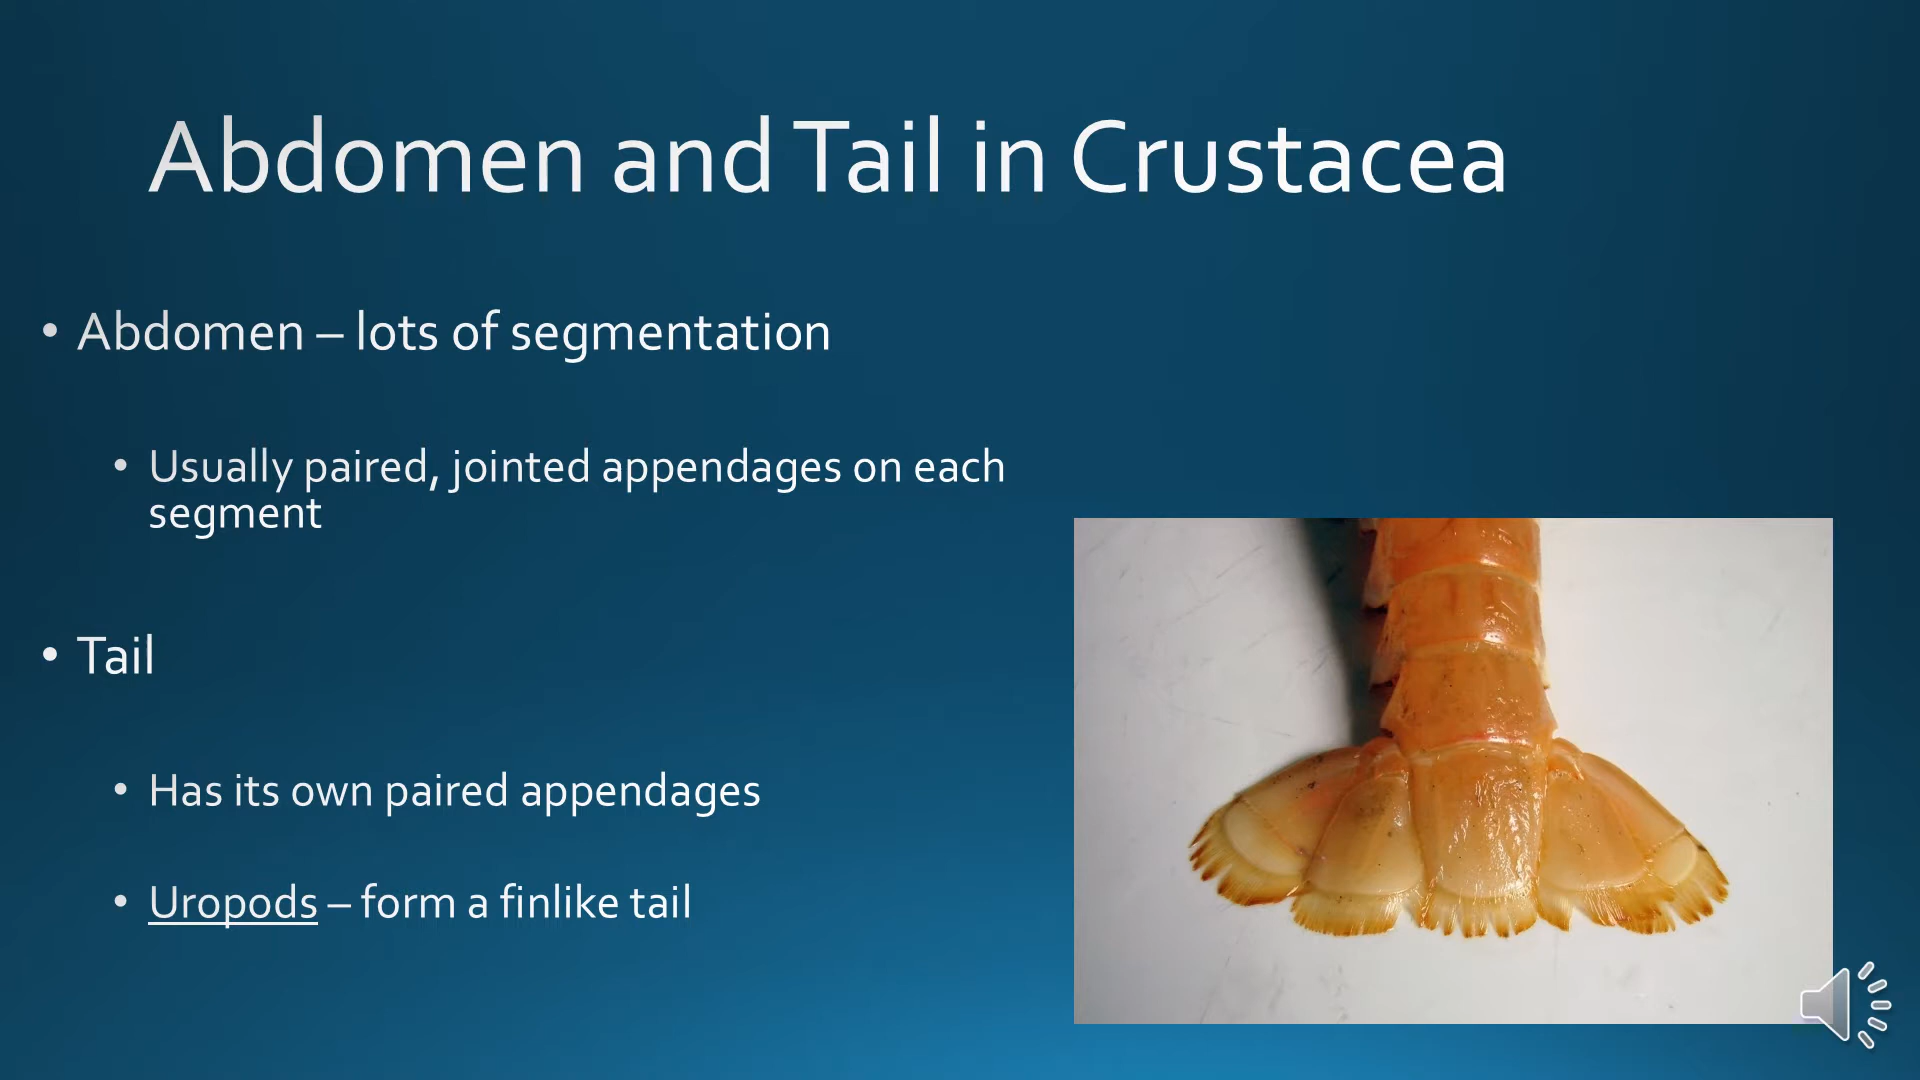 Abdomen and Tail in Crustacea
• Abdomen – lots of segmentation
• Usually paired, jointed appendages on each
segment
• Tail
• Has its own paired appendages
• Uropods – form a finlike tail